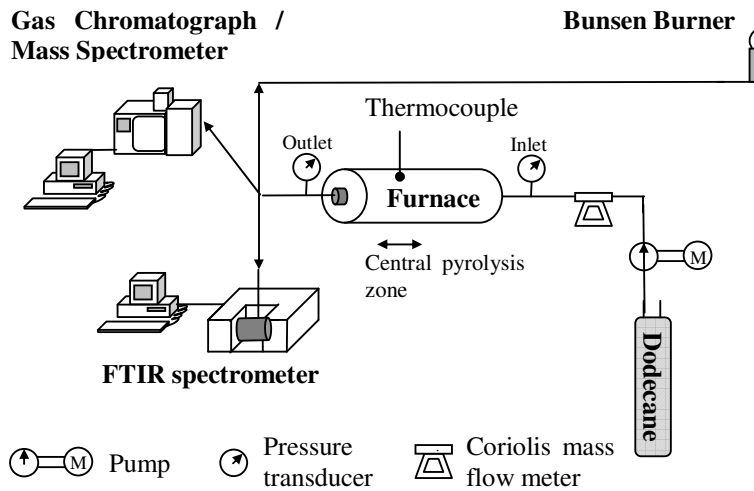 Gas Chromatograph /
Mass Spectrometer
Bunsen Burner
Thermocouple
Outlet
Inlet
Furnace
Central pyrolysis
zone
M
Dodecane
FTIR spectrometer
M
Pump
Pressure
transducer
Coriolis mass
flow meter